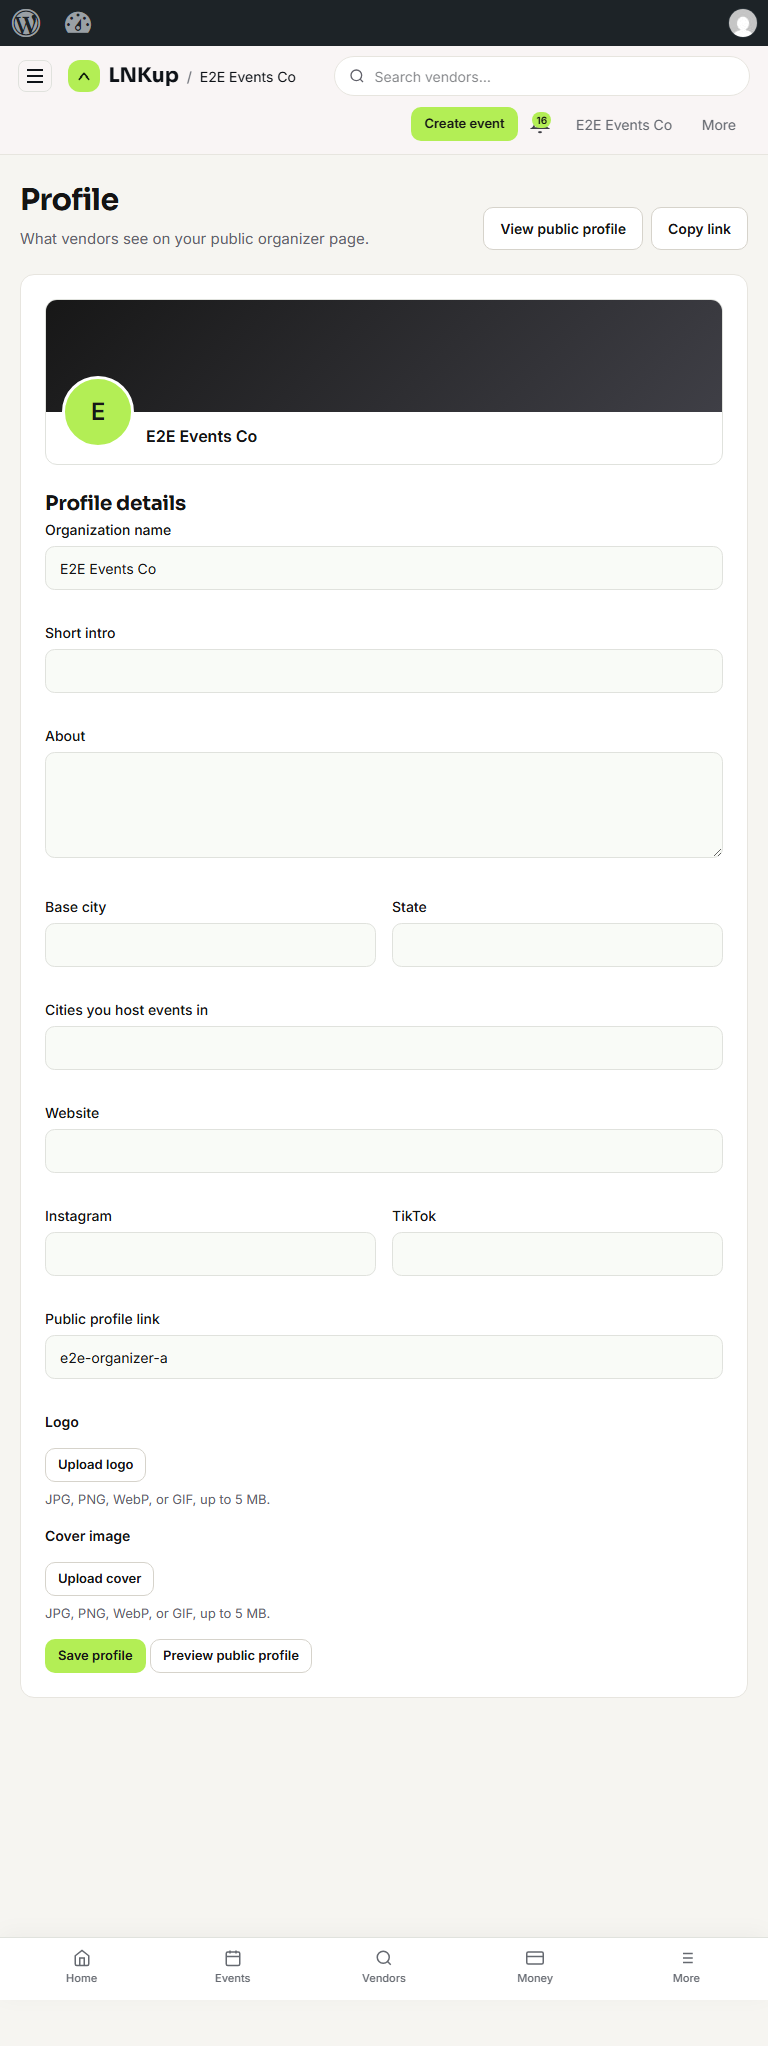 LNKup / E2E Events Co
Search vendors...
Create event
16
E2E Events Co
More
Profile
What vendors see on your public organizer page.
View public profile
Copy link
E
E2E Events Co
Profile details
Organization name
E2E Events Co
Short intro
About
Base city
State
Cities you host events in
Website
Instagram
TikTok
Public profile link
e2e-organizer-a
Logo
Upload logo
JPG, PNG, WebP, or GIF, up to 5 MB.
Cover image
Upload cover
JPG, PNG, WebP, or GIF, up to 5 MB.
Save profile
Preview public profile
Home
Events
Vendors
Money
More